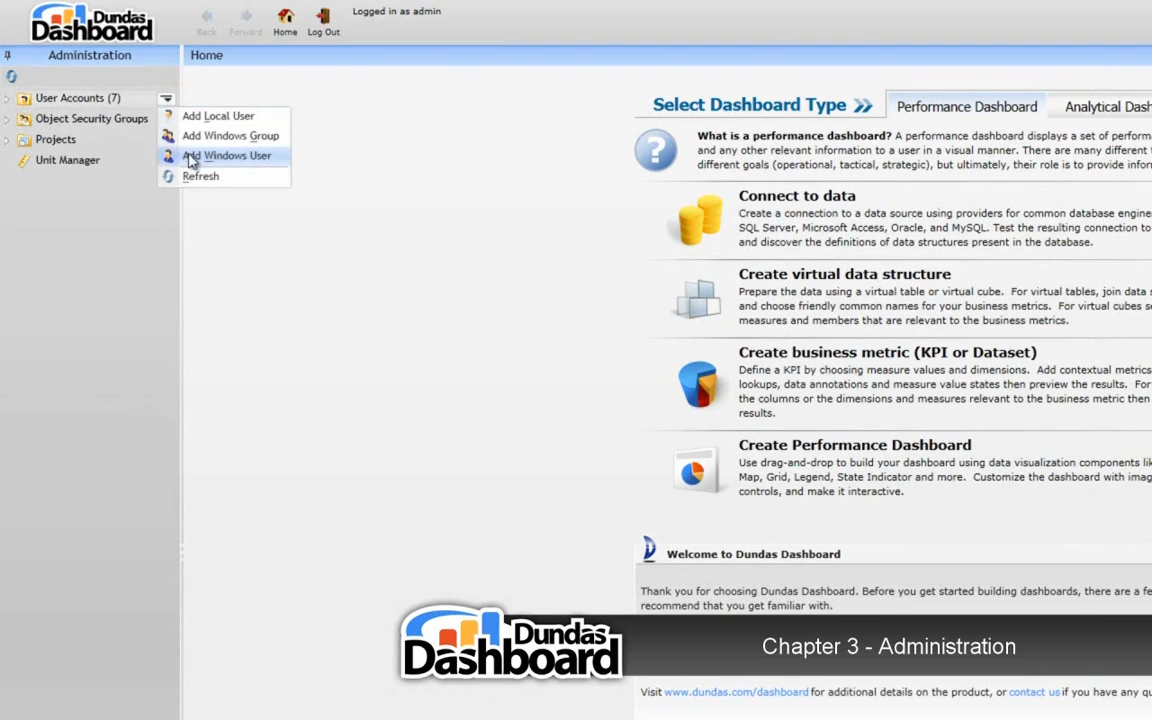 Dundas
Dashboard
Back
Forward
Home
Log Out
Logged in as admin
Administration
Home
User Accounts (7)
Object Security Groups
Projects
Unit Manager
Add Local User
Add Windows Group
Add Windows User
Refresh
Select Dashboard Type
Performance Dashboard
Analytical Dash
What is a performance dashboard? A performance dashboard displays a set of perform
and any other relevant information to a user in a visual manner. There are many different
different goals (operational, tactical, strategic), but ultimately, their role is to provide infor
Connect to data
Create a connection to a data source using providers for common database engine
SQL Server, Microsoft Access, Oracle, and MySQL. Test the resulting connection to
and discover the definitions of data structures present in the database.
Create virtual data structure
Prepare the data using a virtual table or virtual cube. For virtual tables, join data s
and choose friendly common names for your business metrics. For virtual cubes se
measures and members that are relevant to the business metrics.
Create business metric (KPI or Dataset)
Define a KPI by choosing measure values and dimensions. Add contextual metrics
lookups, data annotations and measure value states then preview the results. For
the columns or the dimensions and measures relevant to the business metric then
results.
Create Performance Dashboard
Use drag-and-drop to build your dashboard using data visualization components li
Map, Grid, Legend, State Indicator and more. Customize the dashboard with imag
controls, and make it interactive.
Welcome to Dundas Dashboard
Thank you for choosing Dundas Dashboard. Before you get started building dashboards, there are a fe
recommend that you get familiar with.
Dundas
Dashboard
Chapter 3 - Administration
Visit www.dundas.com/dashboard for additional details on the product, or contact us if you have any qu